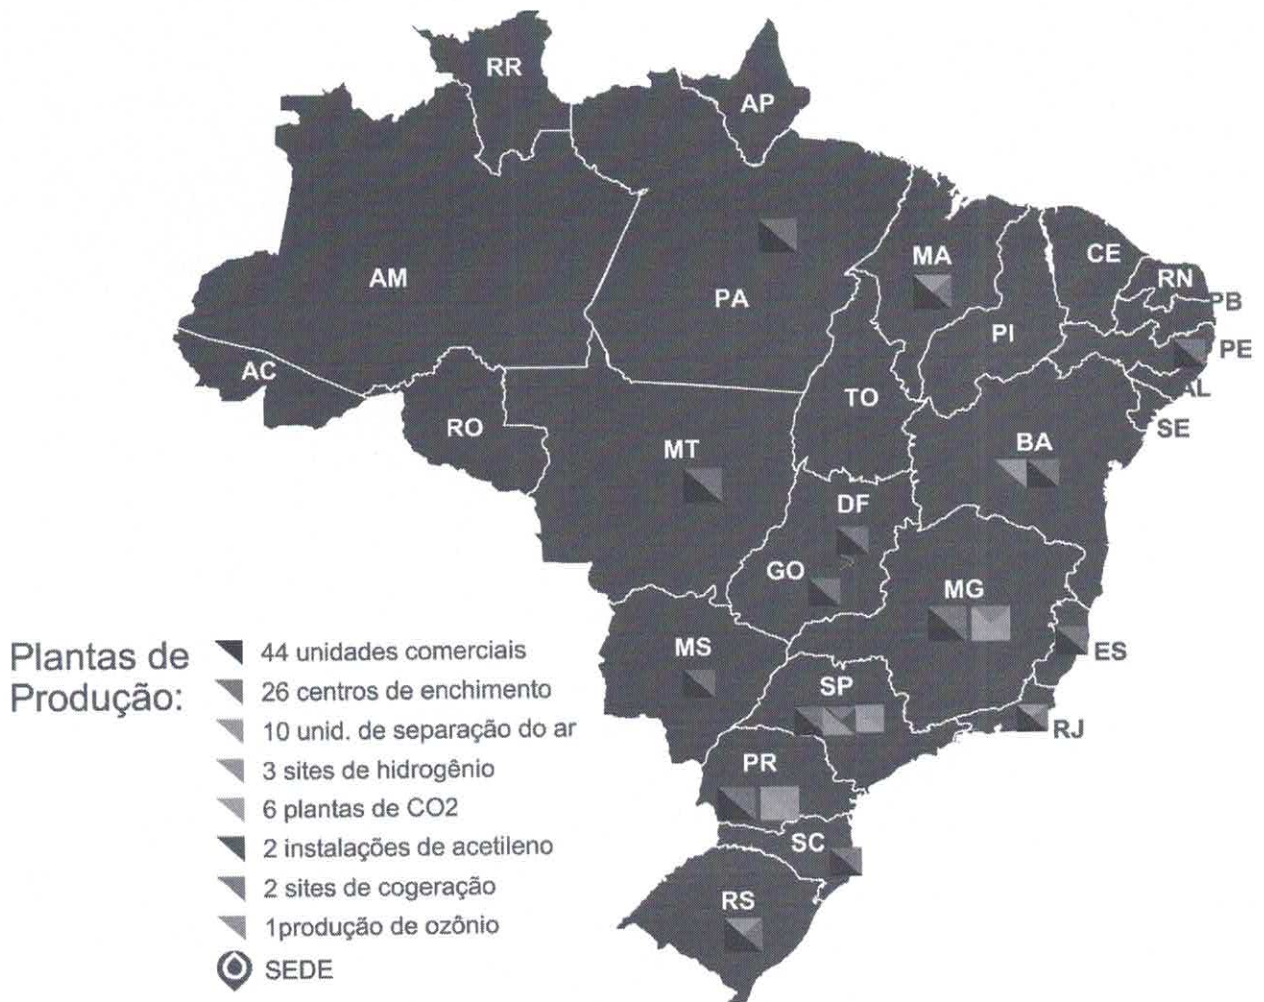 RR
AP
AM
PA
MA
CE
RN
PB
PI
PE
AC
AL
TO
RO
SE
BA
MT
DF
GO
MG
MS
ES
SP
RJ
PR
SC
RS
Plantas de
Produção:
44 unidades comerciais
26 centros de enchimento
10 unid. de separação do ar
3 sites de hidrogênio
6 plantas de CO2
2 instalações de acetileno
2 sites de cogeração
1produção de ozônio
SEDE